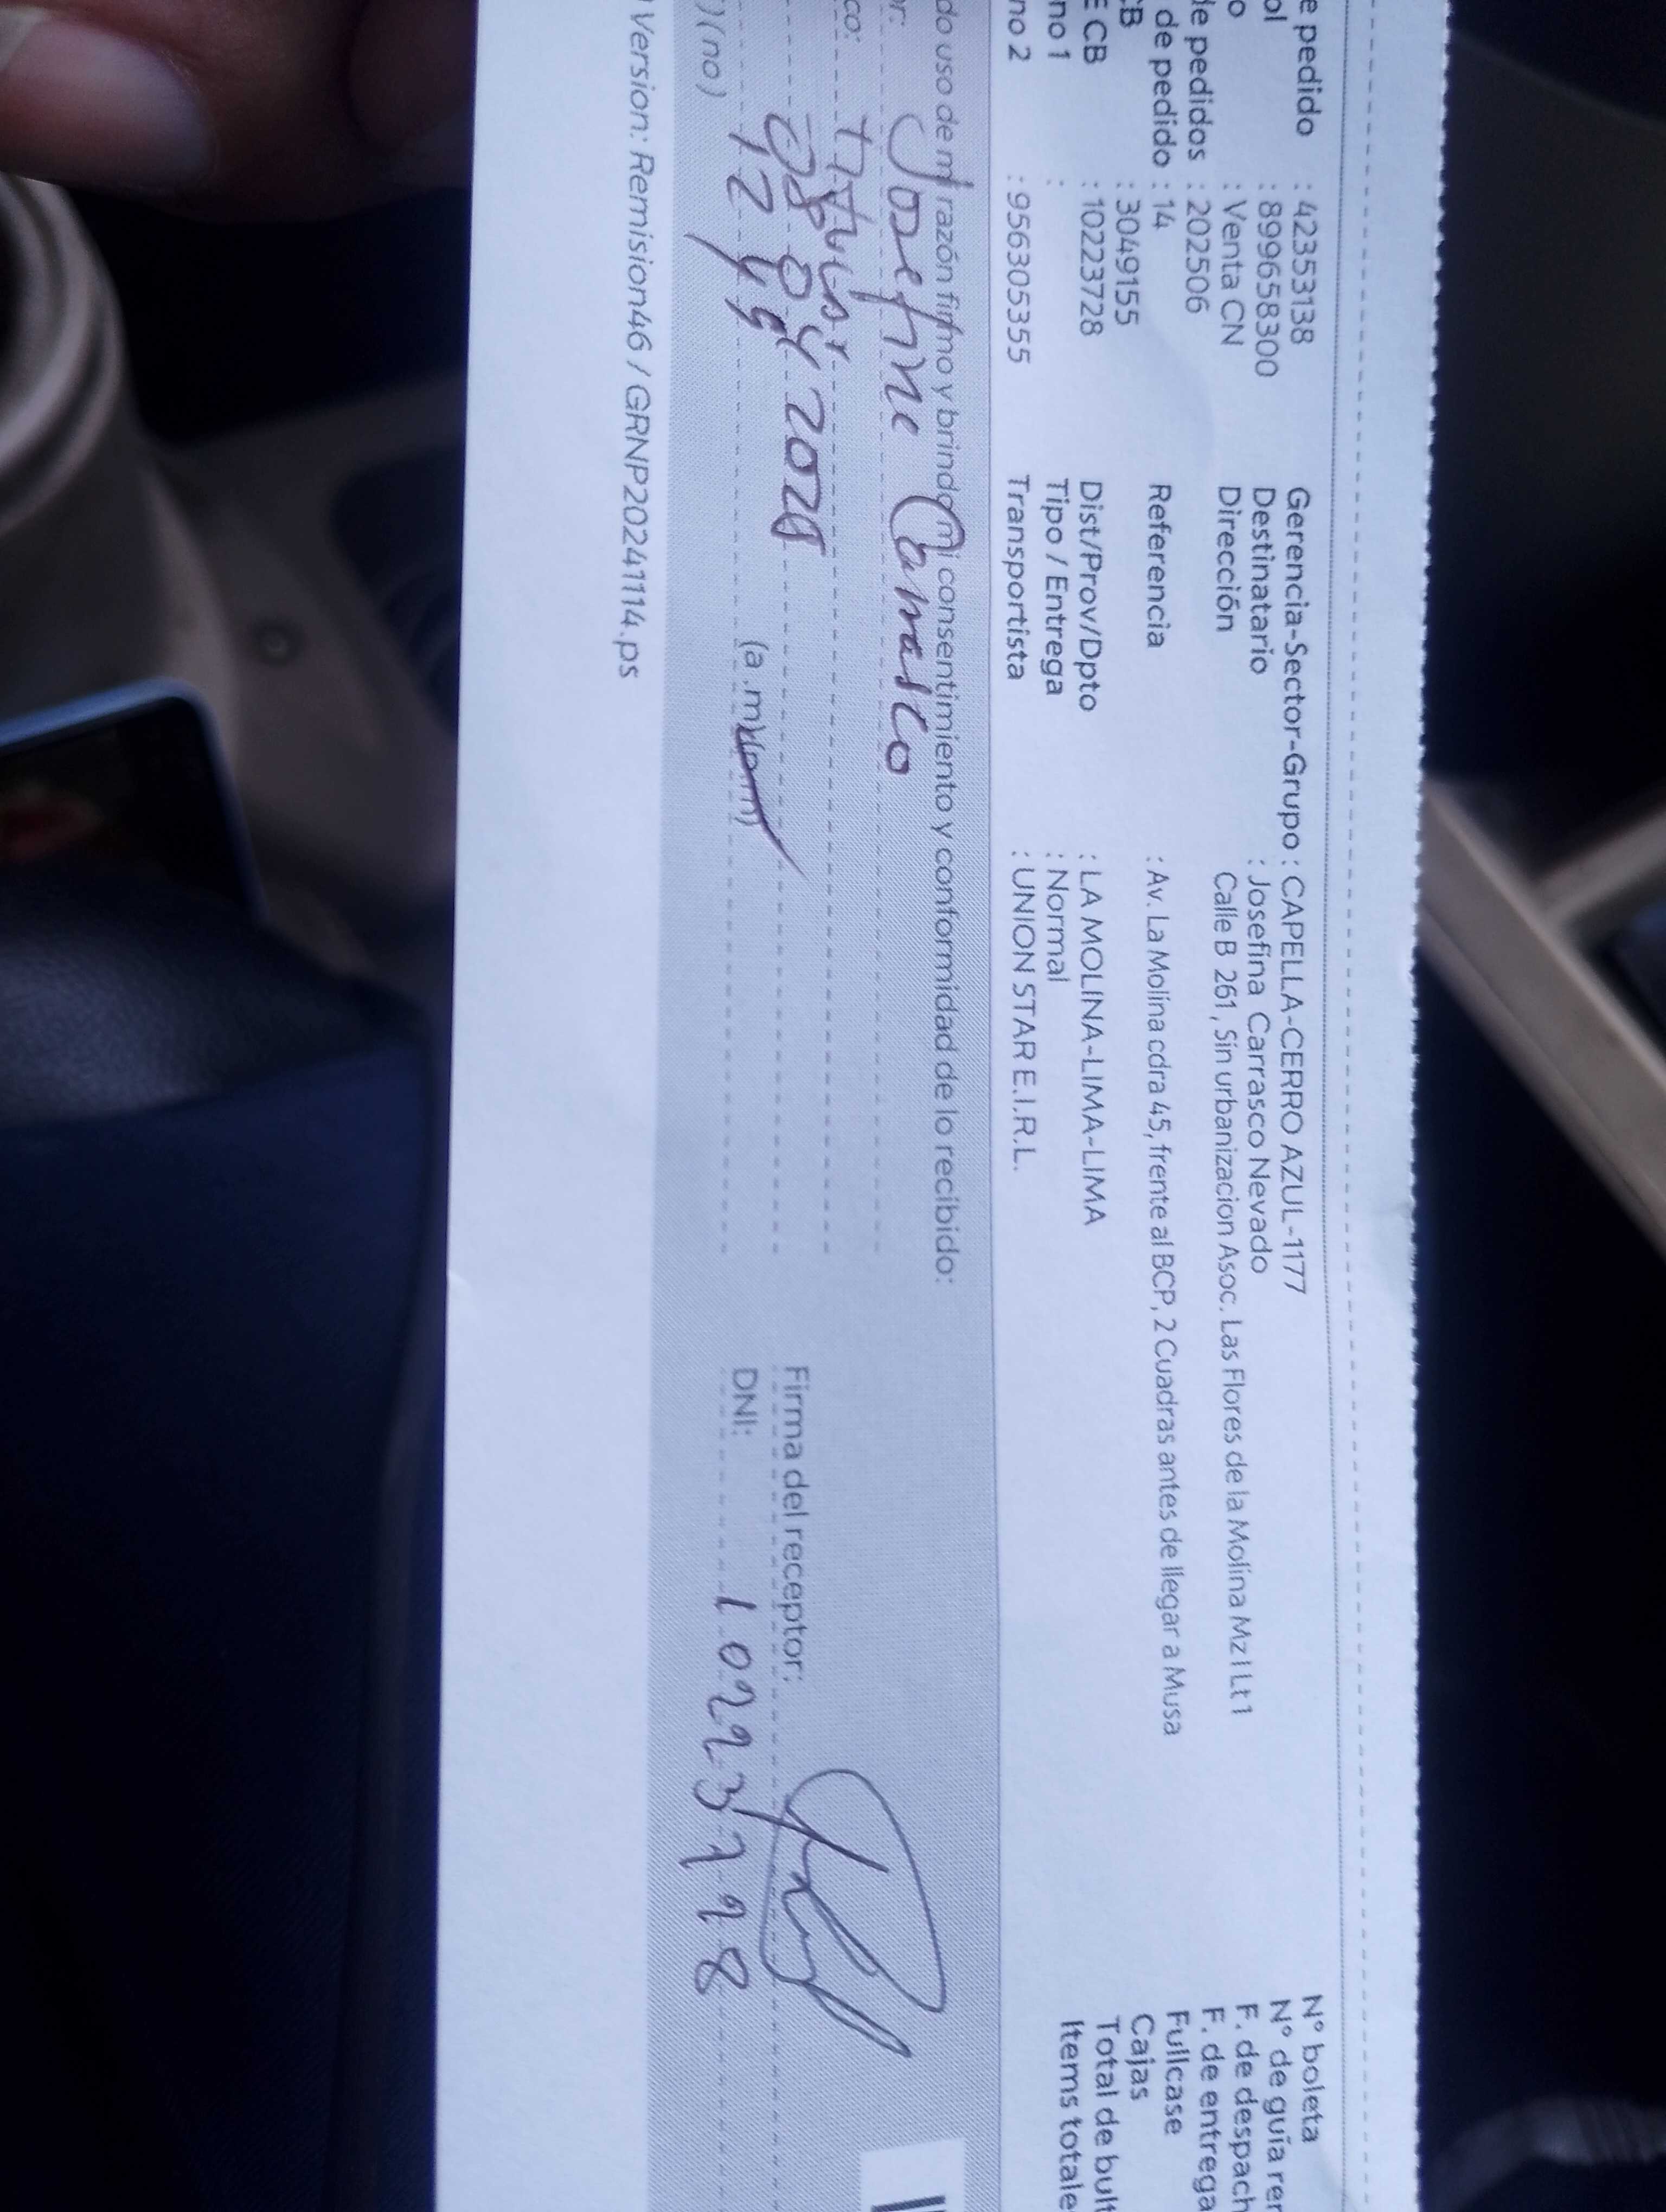 e pedido : 42353138 Gerencia-Sector-Grupo : CAPELLA-CERRO AZUL-1177 N° boleta
ol : 899658300 Destinatario : Josefina Carrasco Nevado N° de guía rer
o : Venta CN Dirección Calle B 261, Sin urbanizacion Asoc. Las Flores de la Molina Mz I Lt 1 F. de despach
de pedidos : 202506 F. de entrega
de pedido : 14 Referencia : Av. La Molina cdra 45, frente al BCP, 2 Cuadras antes de llegar a Musa Fullcase
CB : 3049155 Cajas
E CB : 10223728 Dist/Prov/Dpto : LA MOLINA-LIMA-LIMA Total de bult
no 1 : Tipo / Entrega : Normal Items totale
no 2 : 956305355 Transportista : UNION STAR E.I.R.L.
do uso de mi razón firmo y brindo mi consentimiento y conformidad de lo recibido:
or: Josefina Carrasco
co:
Firma del receptor:
12 (a.m)(p.m) DNI:
) (no)
Version: Remision46 / GRNP20241114.ps